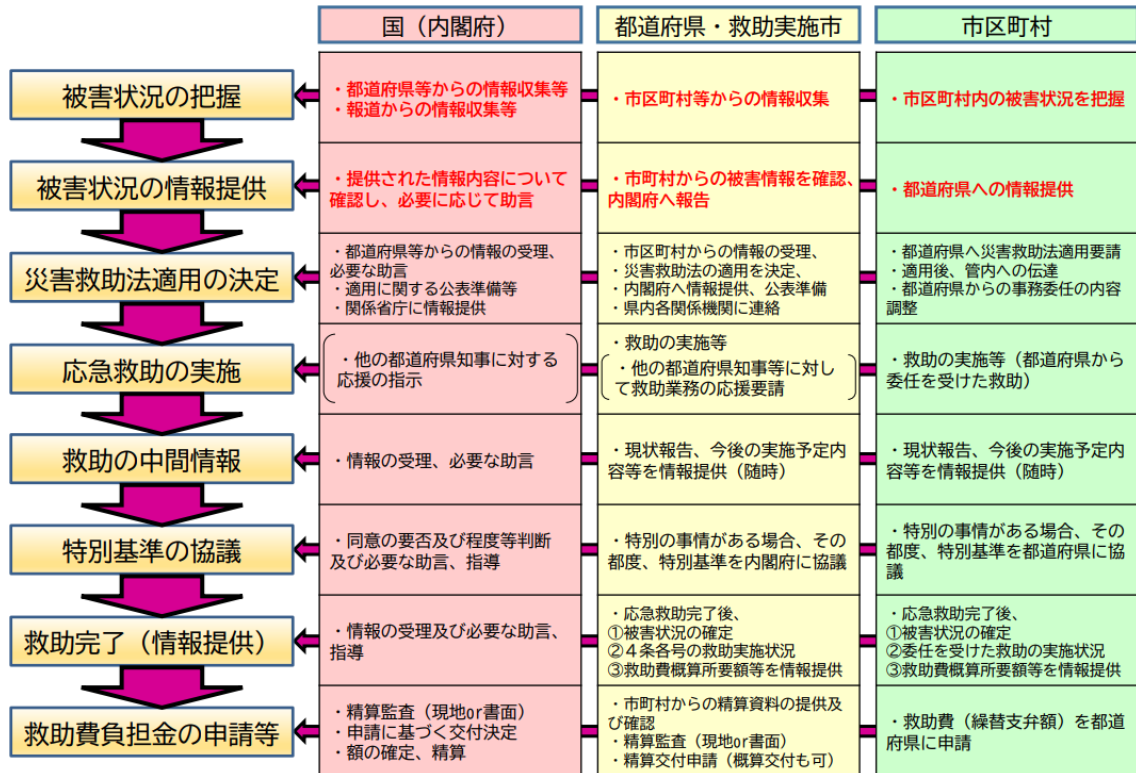 国（内閣府）
都道府県・救助実施市
市区町村
被害状況の把握
・都道府県等からの情報収集等
・報道からの情報収集等
・市区町村等からの情報収集
・市区町村内の被害状況を把握
被害状況の情報提供
・提供された情報内容について
確認し、必要に応じて助言
・市町村からの被害情報を確認、
内閣府へ報告
・都道府県への情報提供
災害救助法適用の決定
・都道府県等からの情報の受理、
必要な助言
・適用に関する公表準備等
・関係省庁に情報提供
・市区町村からの情報の受理、
・災害救助法の適用を決定、
・内閣府へ情報提供、公表準備
・県内各関係機関に連絡
・都道府県へ災害救助法適用要請
・適用後、管内への伝達
・都道府県からの事務委任の内容
調整
応急救助の実施
・他の都道府県知事に対する
応援の指示
・救助の実施等
・他の都道府県知事等に対し
て救助業務の応援要請
・救助の実施等（都道府県から
委任を受けた救助）
救助の中間情報
・情報の受理、必要な助言
・現状報告、今後の実施予定内
容等を情報提供（随時）
・現状報告、今後の実施予定内
容等を情報提供（随時）
特別基準の協議
・同意の要否及び程度等判断
及び必要な助言、指導
・特別の事情がある場合、その
都度、特別基準を内閣府に協議
・特別の事情がある場合、その
都度、特別基準を都道府県に協
議
救助完了（情報提供）
・情報の受理及び必要な助言、
指導
・応急救助完了後、
①被害状況の確定
②４条各号の救助実施状況
③救助費概算所要額等を情報提供
・応急救助完了後、
①被害状況の確定
②委任を受けた救助の実施状況
③救助費概算所要額等を情報提供
救助費負担金の申請等
・精算監査（現地or書面）
・申請に基づく交付決定
・額の確定、精算
・市町村からの精算資料の提供及
び確認
・精算監査（現地or書面）
・精算交付申請（概算交付も可）
・救助費（繰替支弁額）を都道
府県に申請